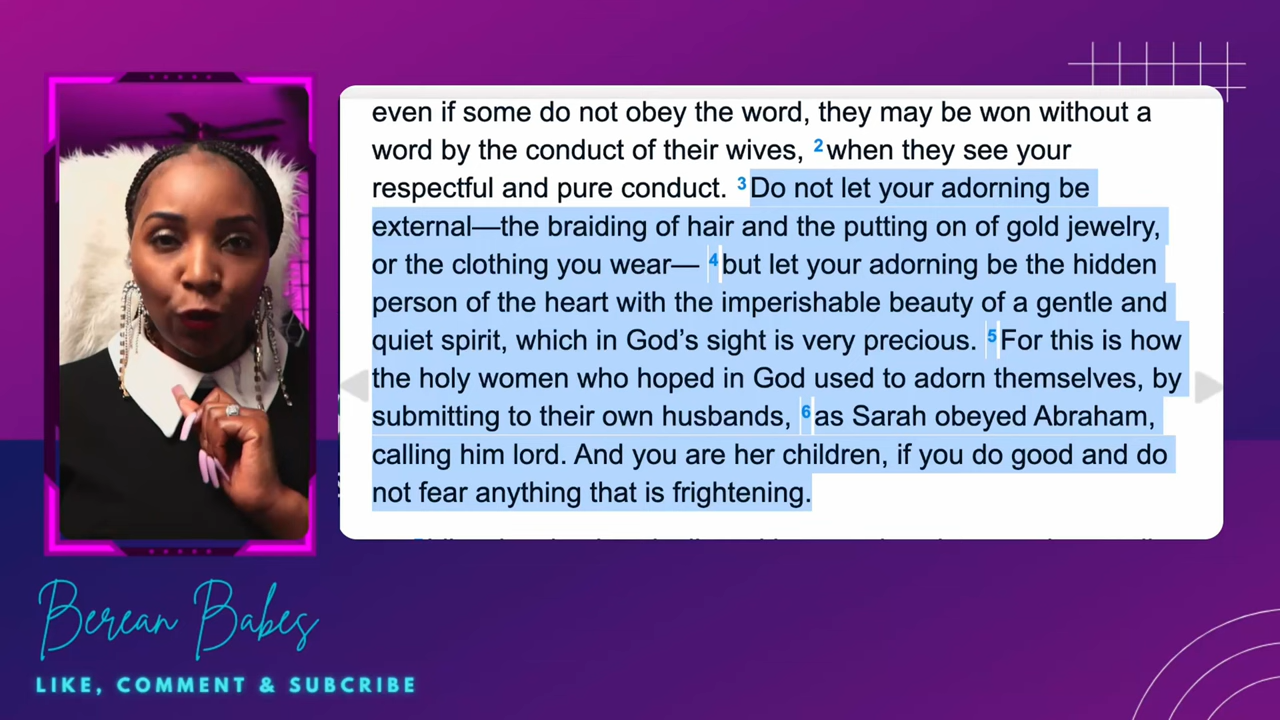 even if some do not obey the word, they may be won without a
word by the conduct of their wives, 2 when they see your
respectful and pure conduct. 3 Do not let your adorning be
external—the braiding of hair and the putting on of gold jewelry,
or the clothing you wear— 4 but let your adorning be the hidden
person of the heart with the imperishable beauty of a gentle and
quiet spirit, which in God’s sight is very precious. 5 For this is how
the holy women who hoped in God used to adorn themselves, by
submitting to their own husbands, 6 as Sarah obeyed Abraham,
calling him lord. And you are her children, if you do good and do
not fear anything that is frightening.
Berean Babes
LIKE, COMMENT & SUBCRIBE